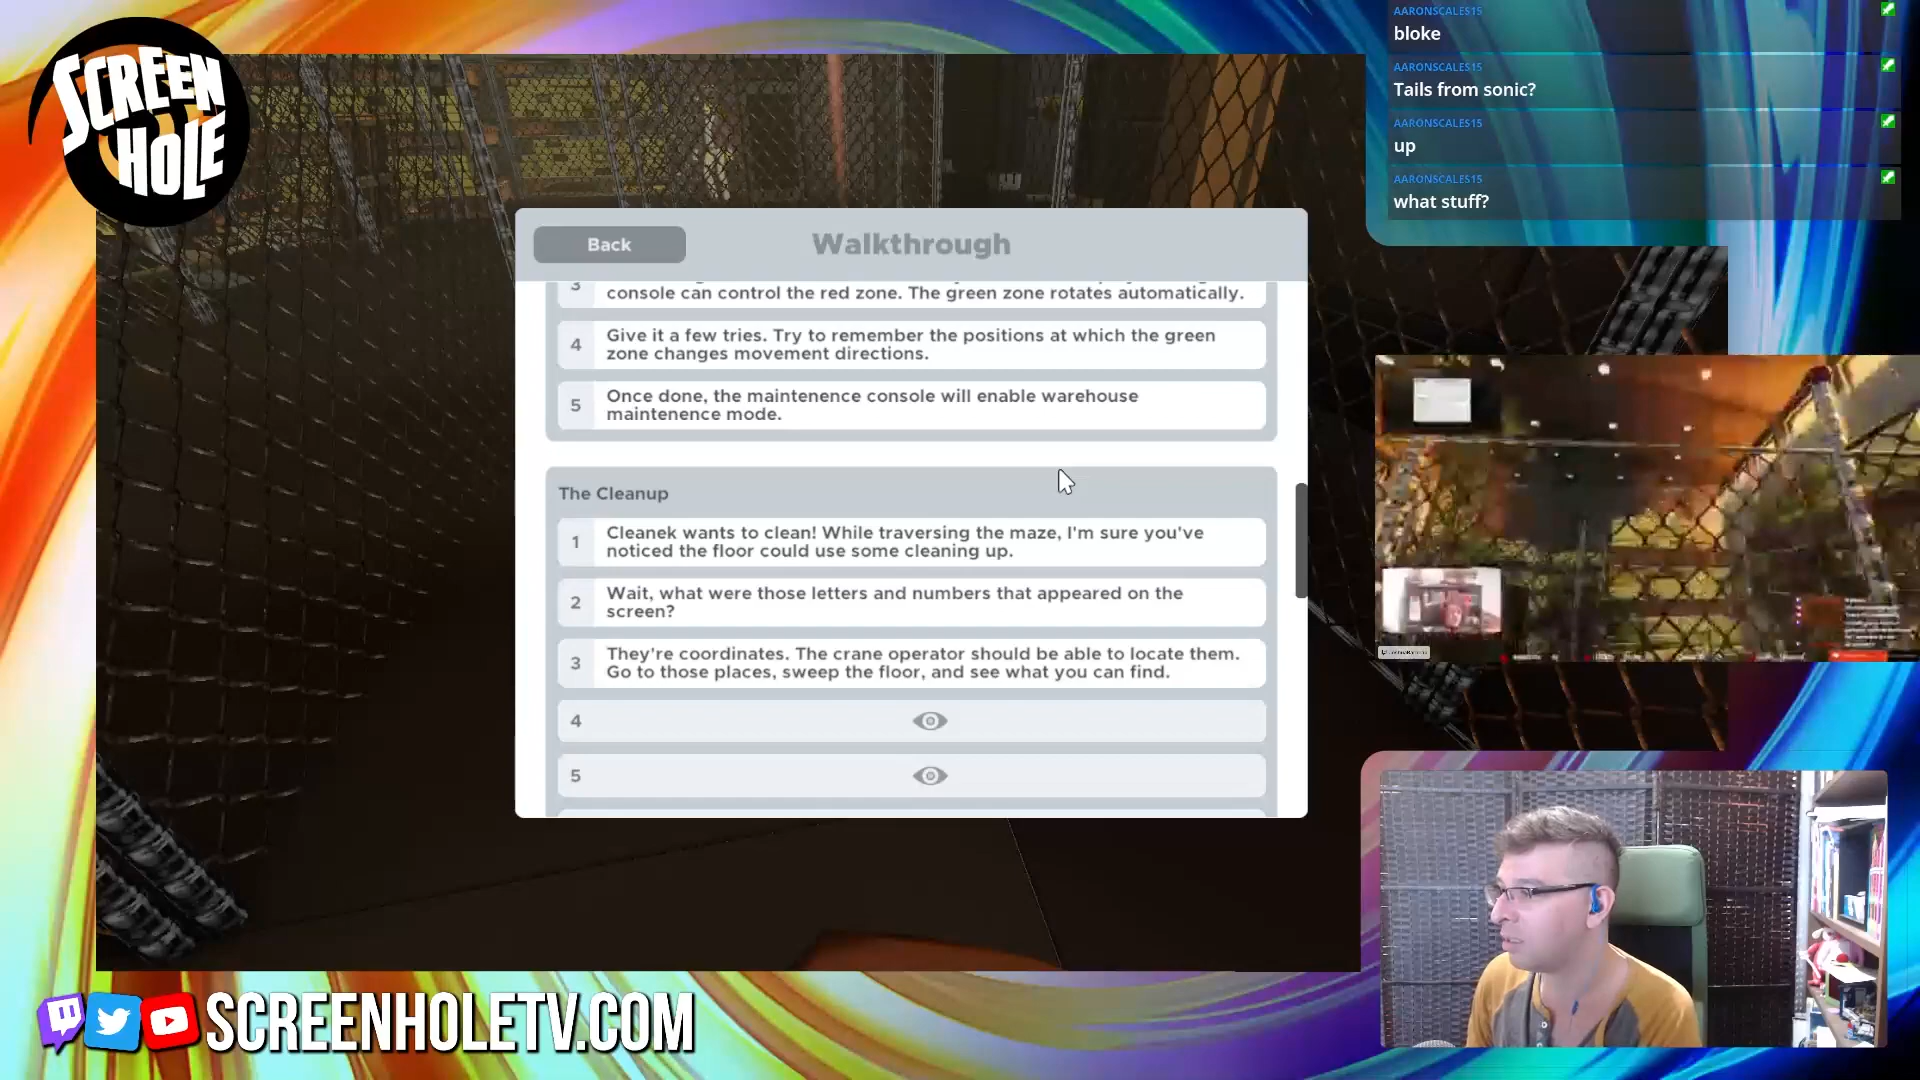 SCREEN
HOLE
AARONSCALES15
bloke
AARONSCALES15
Tails from sonic?
AARONSCALES15
up
AARONSCALES15
what stuff?
Back
Walkthrough
3
console can control the red zone. The green zone rotates automatically.
4
Give it a few tries. Try to remember the positions at which the green
zone changes movement directions.
5
Once done, the maintenence console will enable warehouse
maintenence mode.
The Cleanup
1
Cleanek wants to clean! While traversing the maze, I'm sure you've
noticed the floor could use some cleaning up.
2
Wait, what were those letters and numbers that appeared on the
screen?
3
They're coordinates. The crane operator should be able to locate them.
Go to those places, sweep the floor, and see what you can find.
4
5
SCREENHOLETV.COM